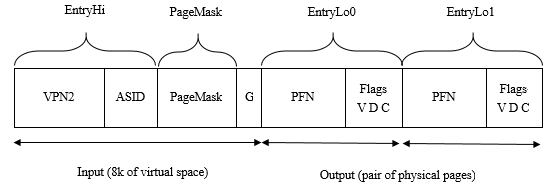 EntryHi PageMask EntryLo0 EntryLo1
VPN2 ASID PageMask G PFN Flags V D C PFN Flags V D C
Input (8k of virtual space) Output (pair of physical pages)